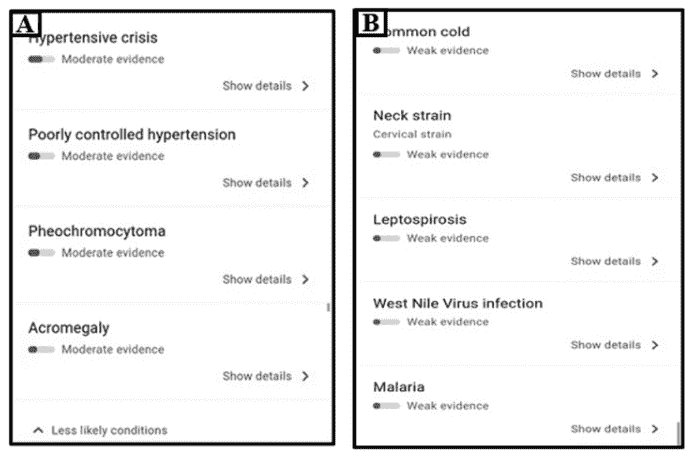 A
Hypertensive crisis
Moderate evidence
Show details
Poorly controlled hypertension
Moderate evidence
Show details
Pheochromocytoma
Moderate evidence
Show details
Acromegaly
Moderate evidence
Show details
Less likely conditions
B
Common cold
Weak evidence
Show details
Neck strain
Cervical strain
Weak evidence
Show details
Leptospirosis
Weak evidence
Show details
West Nile Virus infection
Weak evidence
Show details
Malaria
Weak evidence
Show details